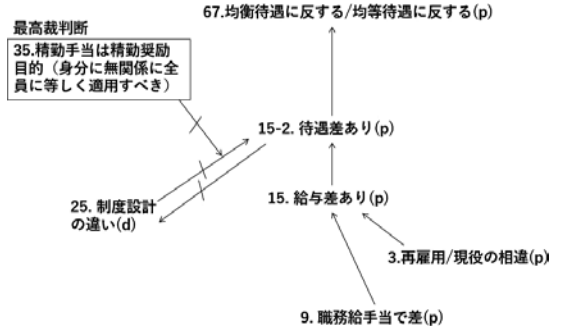 67.均衡待遇に反する/均等待遇に反する(p)
最高裁判断
35.精勤手当は精勤奨励
目的（身分に無関係に全
員に等しく適用すべき）
15-2. 待遇差あり(p)
15. 給与差あり(p)
25. 制度設計
の違い(d)
3.再雇用/現役の相違(p)
9. 職務給手当で差(p)